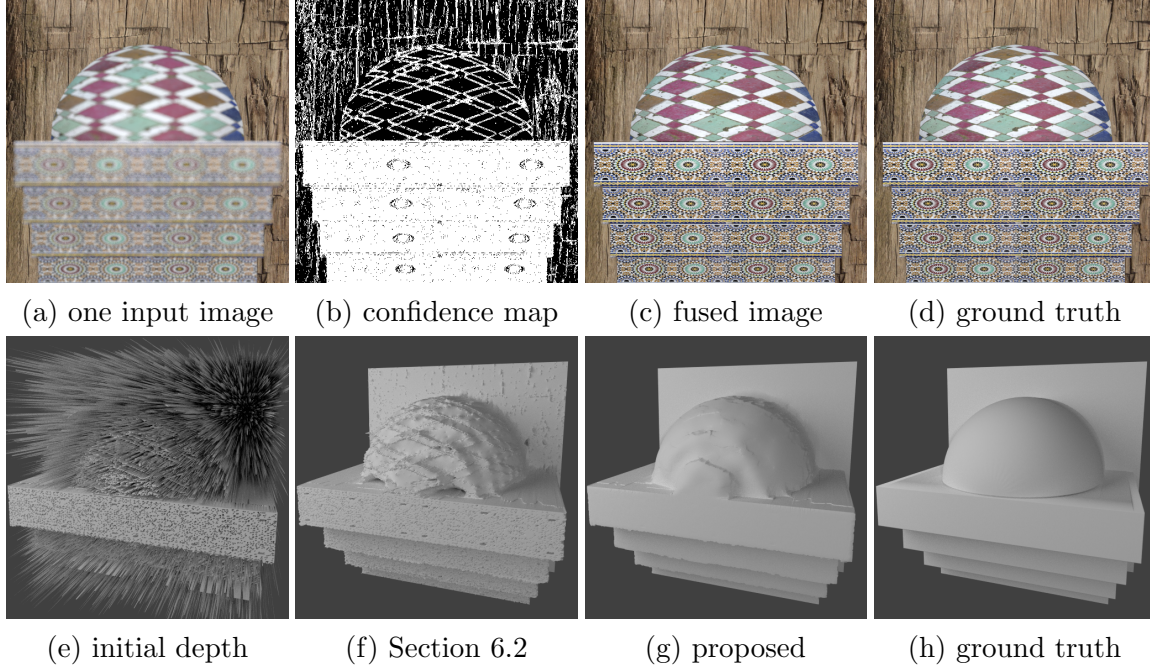 (a) one input image
(b) confidence map
(c) fused image
(d) ground truth
(e) initial depth
(f) Section 6.2
(g) proposed
(h) ground truth